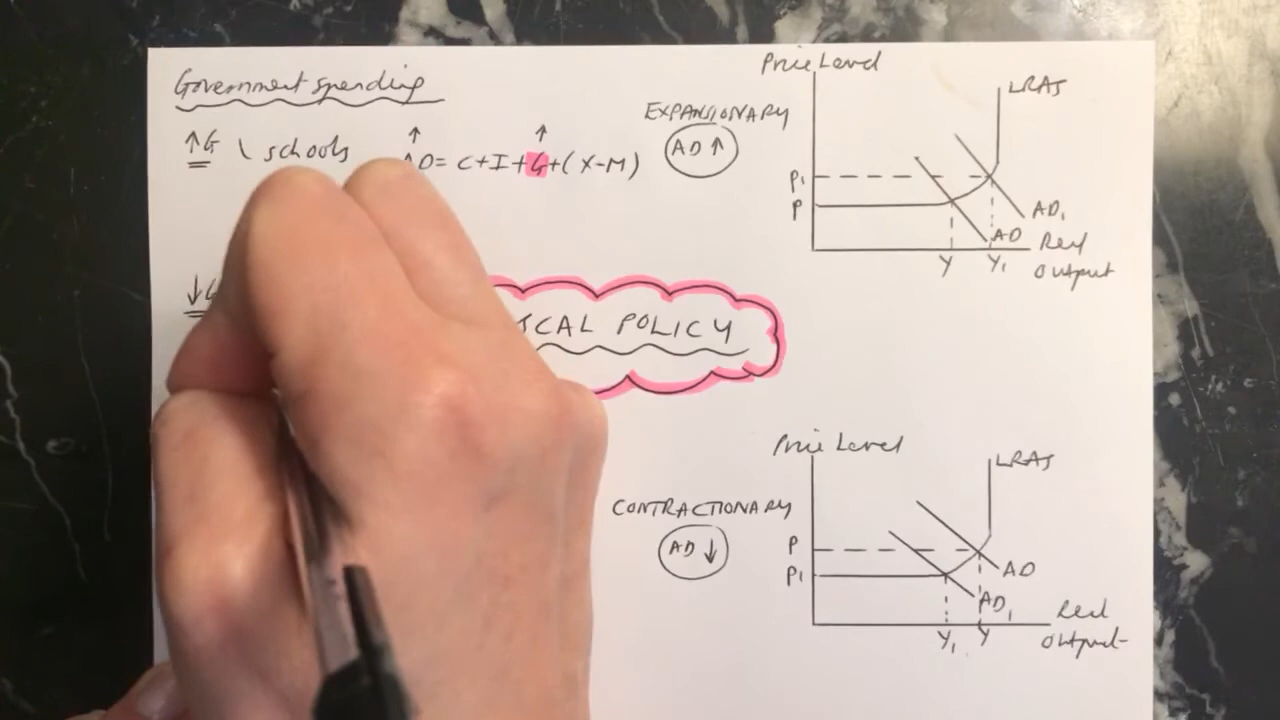 Government spending
↑G \ schools
AD= C+I+G+(X-M)
↓G
ICAL POLICY
EXPANSIONARY
AD ↑
Price Level
LRAS
P1
P
AD1
AD
Y
Y1
Real
Output
CONTRACTIONARY
AD ↓
Price Level
LRAS
P
P1
AD
AD1
Y1
Y
Real
Output